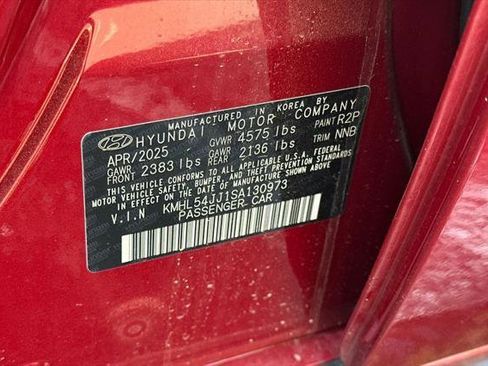 MANUFACTURED IN KOREA BY
HYUNDAI MOTOR COMPANY
APR/2025 GVWR 4575 lbs PAINT R2P
GAWR FRONT 2383 lbs GAWR REAR 2136 lbs TRIM NNB
THIS VEHICLE CONFORMS TO ALL APPLICABLE U.S.A. FEDERAL
MOTOR VEHICLE SAFETY, BUMPER, AND THEFT PREVENTION
STANDARDS IN EFFECT ON THE DATE OF MANUFACTURE
SHOWN ABOVE.
V.I.N KMHL54JJ1SA130973
PASSENGER CAR